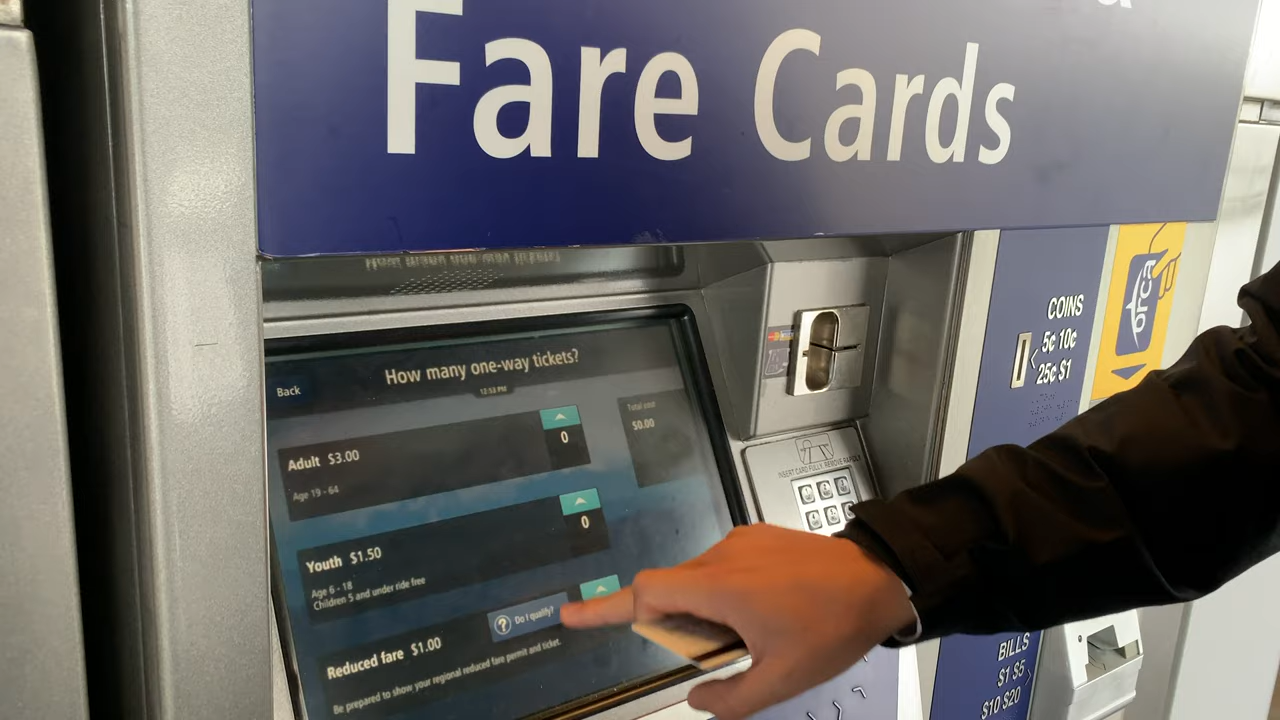 Fare Cards
How many one-way tickets?
Back
12:53 PM
Adult $3.00
0
Age 19 - 64
Total cost
$0.00
Youth $1.50
0
Age 6 - 18
Children 5 and under ride free
Reduced fare $1.00
? Do I qualify?
Be prepared to show your regional reduced fare permit and ticket.
INSERT CARD FULLY, REMOVE RAPIDLY
COINS
5¢ 10¢
25¢ $1
orca
BILLS
$1 $5
$10 $20